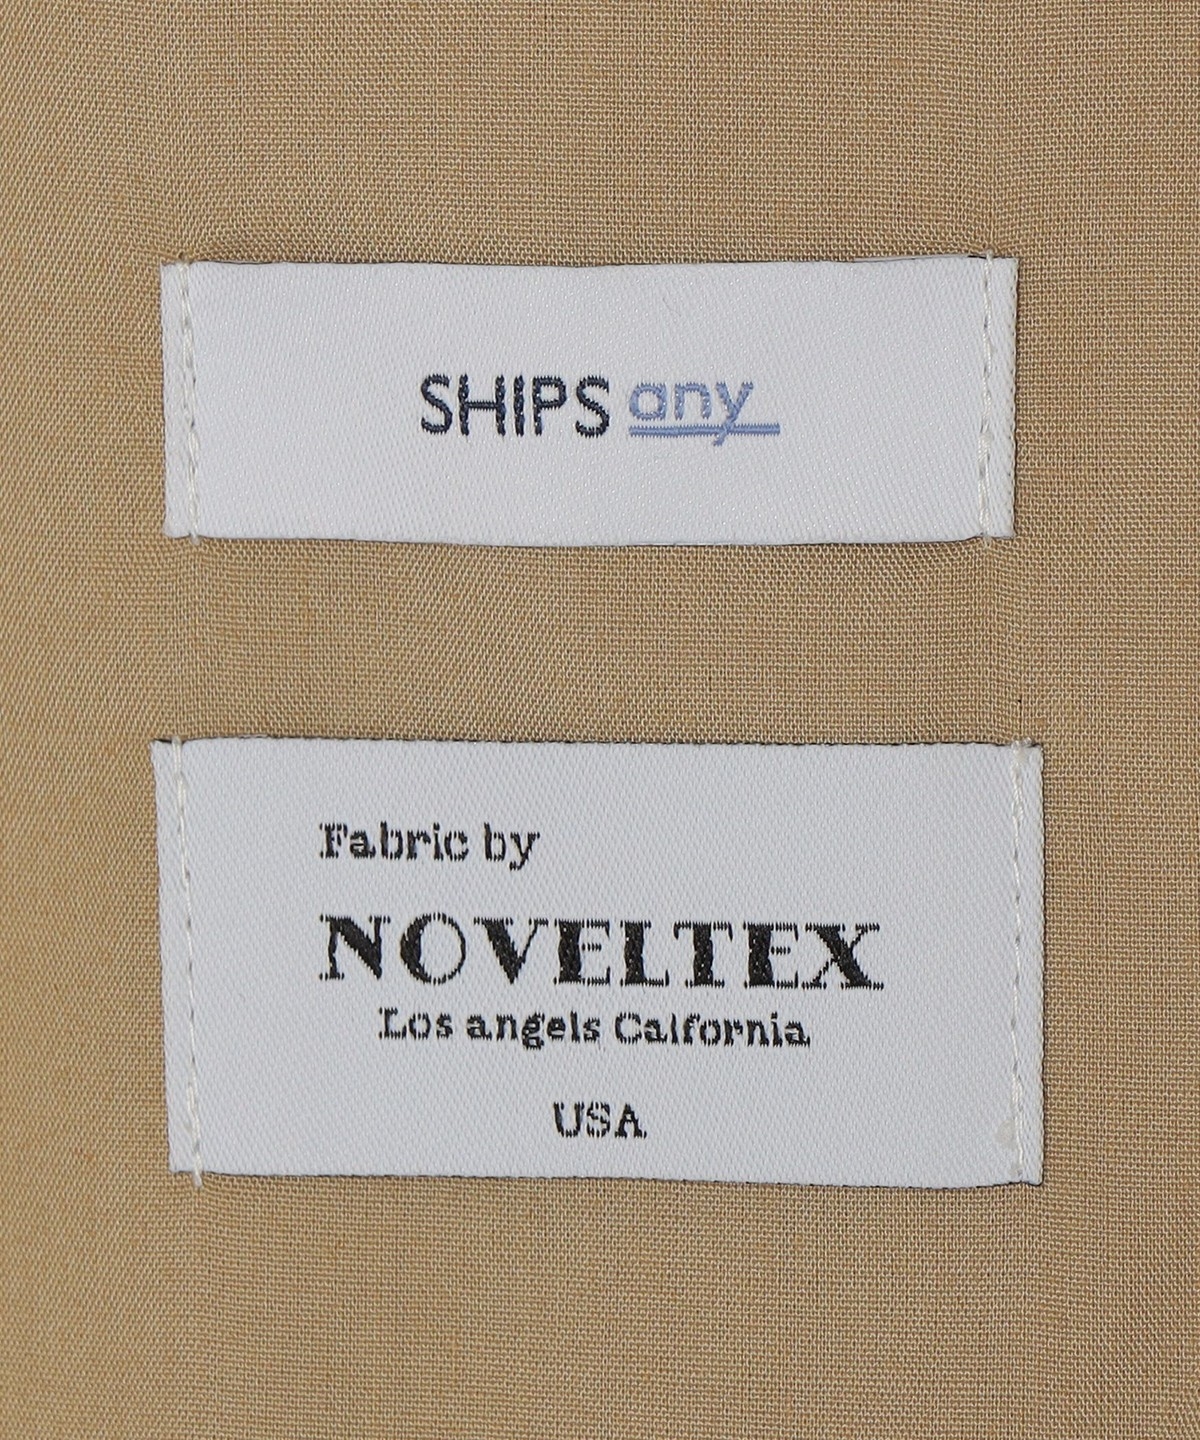 SHIPS any
Fabric by
NOVELTEX
Los angels Calfornia
USA